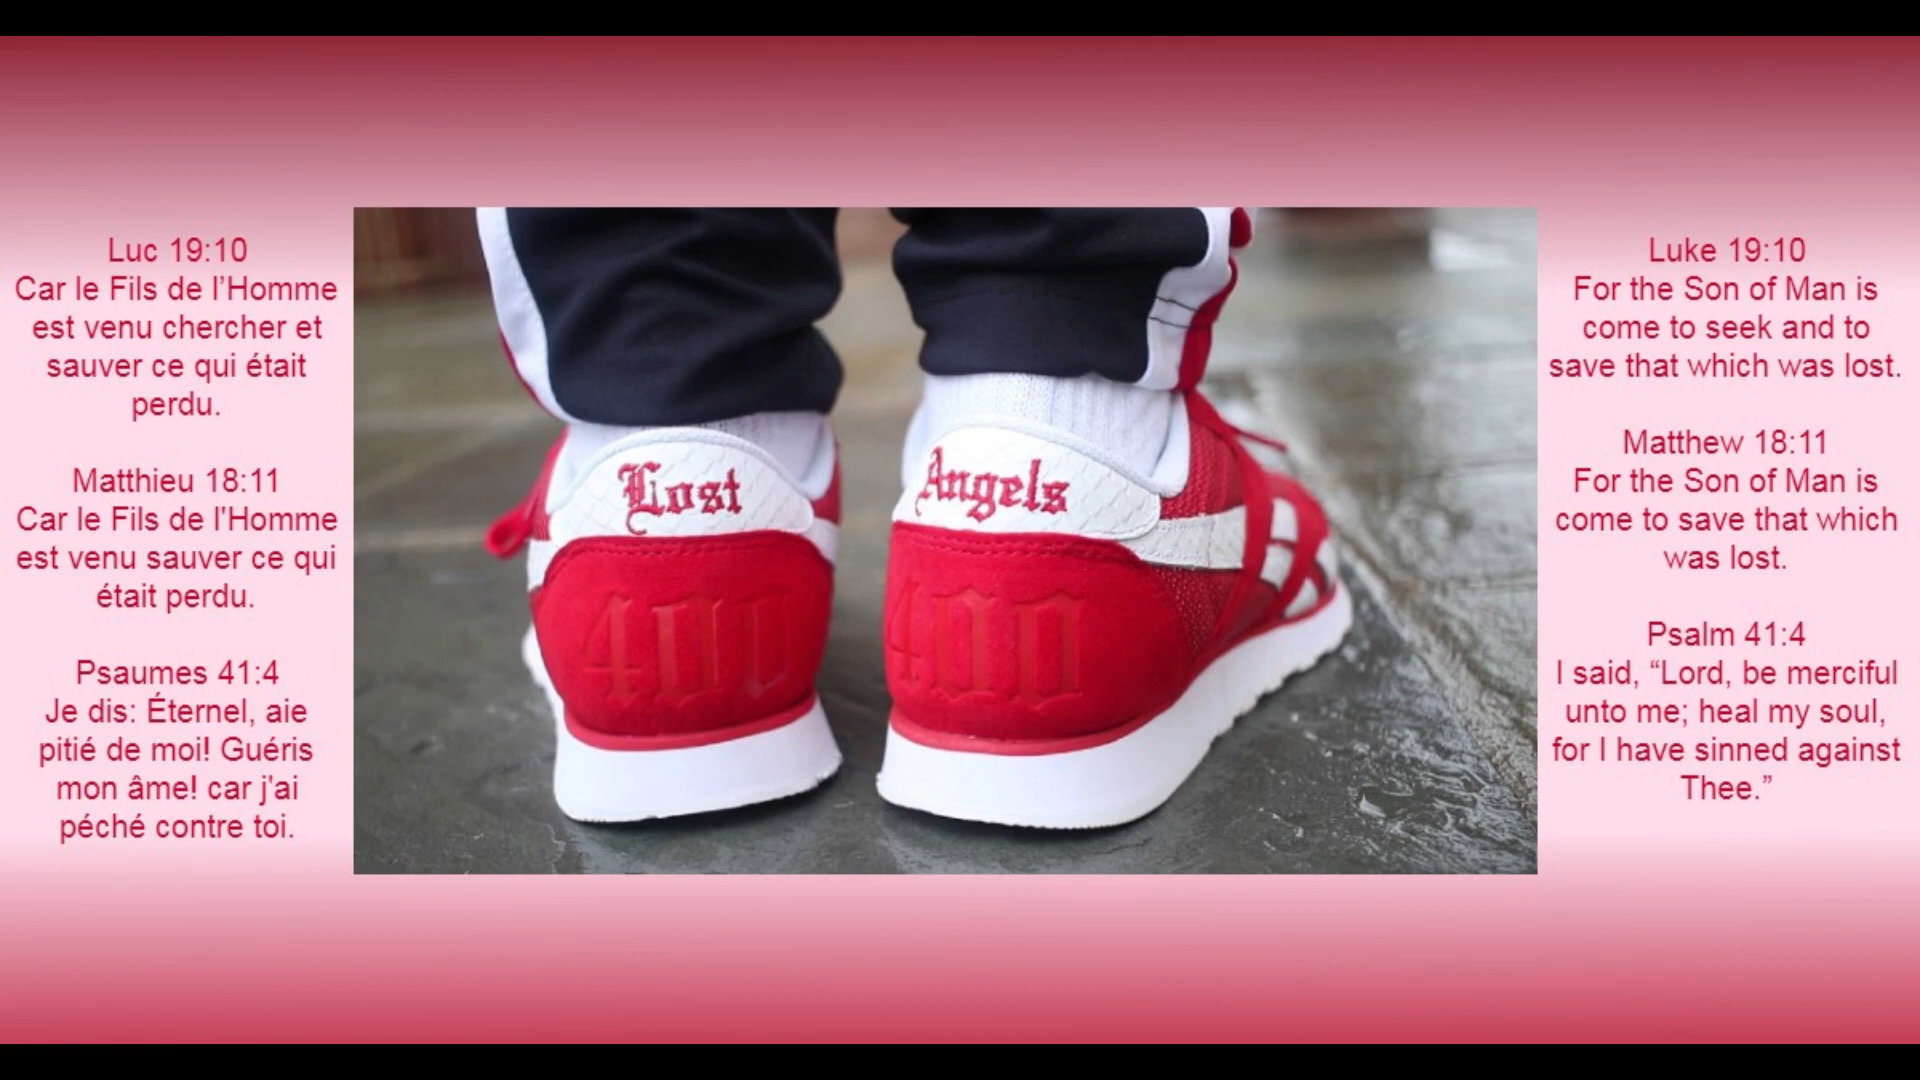 Luc 19:10
Car le Fils de l’Homme
est venu chercher et
sauver ce qui était
perdu.
Matthieu 18:11
Car le Fils de l'Homme
est venu sauver ce qui
était perdu.
Psaumes 41:4
Je dis: Éternel, aie
pitié de moi! Guéris
mon âme! car j'ai
péché contre toi.
Lost
Angels
400
400
Luke 19:10
For the Son of Man is
come to seek and to
save that which was lost.
Matthew 18:11
For the Son of Man is
come to save that which
was lost.
Psalm 41:4
I said, “Lord, be merciful
unto me; heal my soul,
for I have sinned against
Thee.”